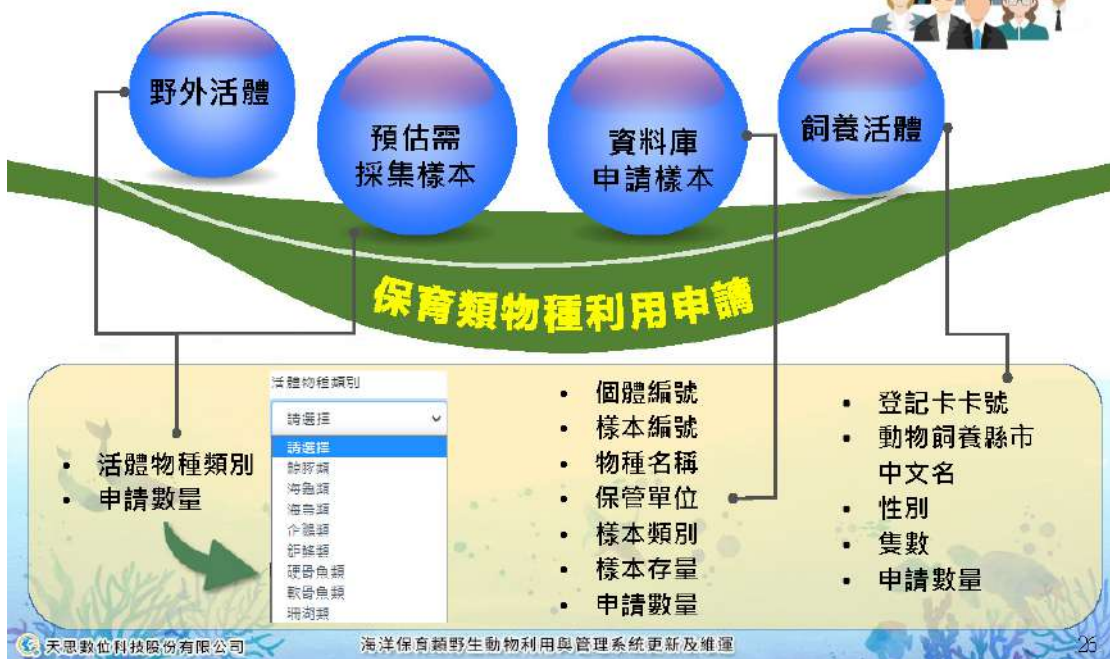 野外活體
預估需
採集樣本
資料庫
申請樣本
飼養活體
保育類物種利用申請
• 活體物種類別
• 申請數量
活體物種類別
請選擇
請選擇
鯨豚類
海龜類
海鳥類
企鵝類
硬骨魚類
軟骨魚類
珊瑚類
• 個體編號
• 樣本編號
• 物種名稱
• 保管單位
• 樣本類別
• 樣本存量
• 申請數量
• 登記卡卡號
• 動物飼養縣市
中文名
• 性別
• 隻數
• 申請數量
天思數位科技股份有限公司
海洋保育類野生動物利用與管理系統更新及維運
26